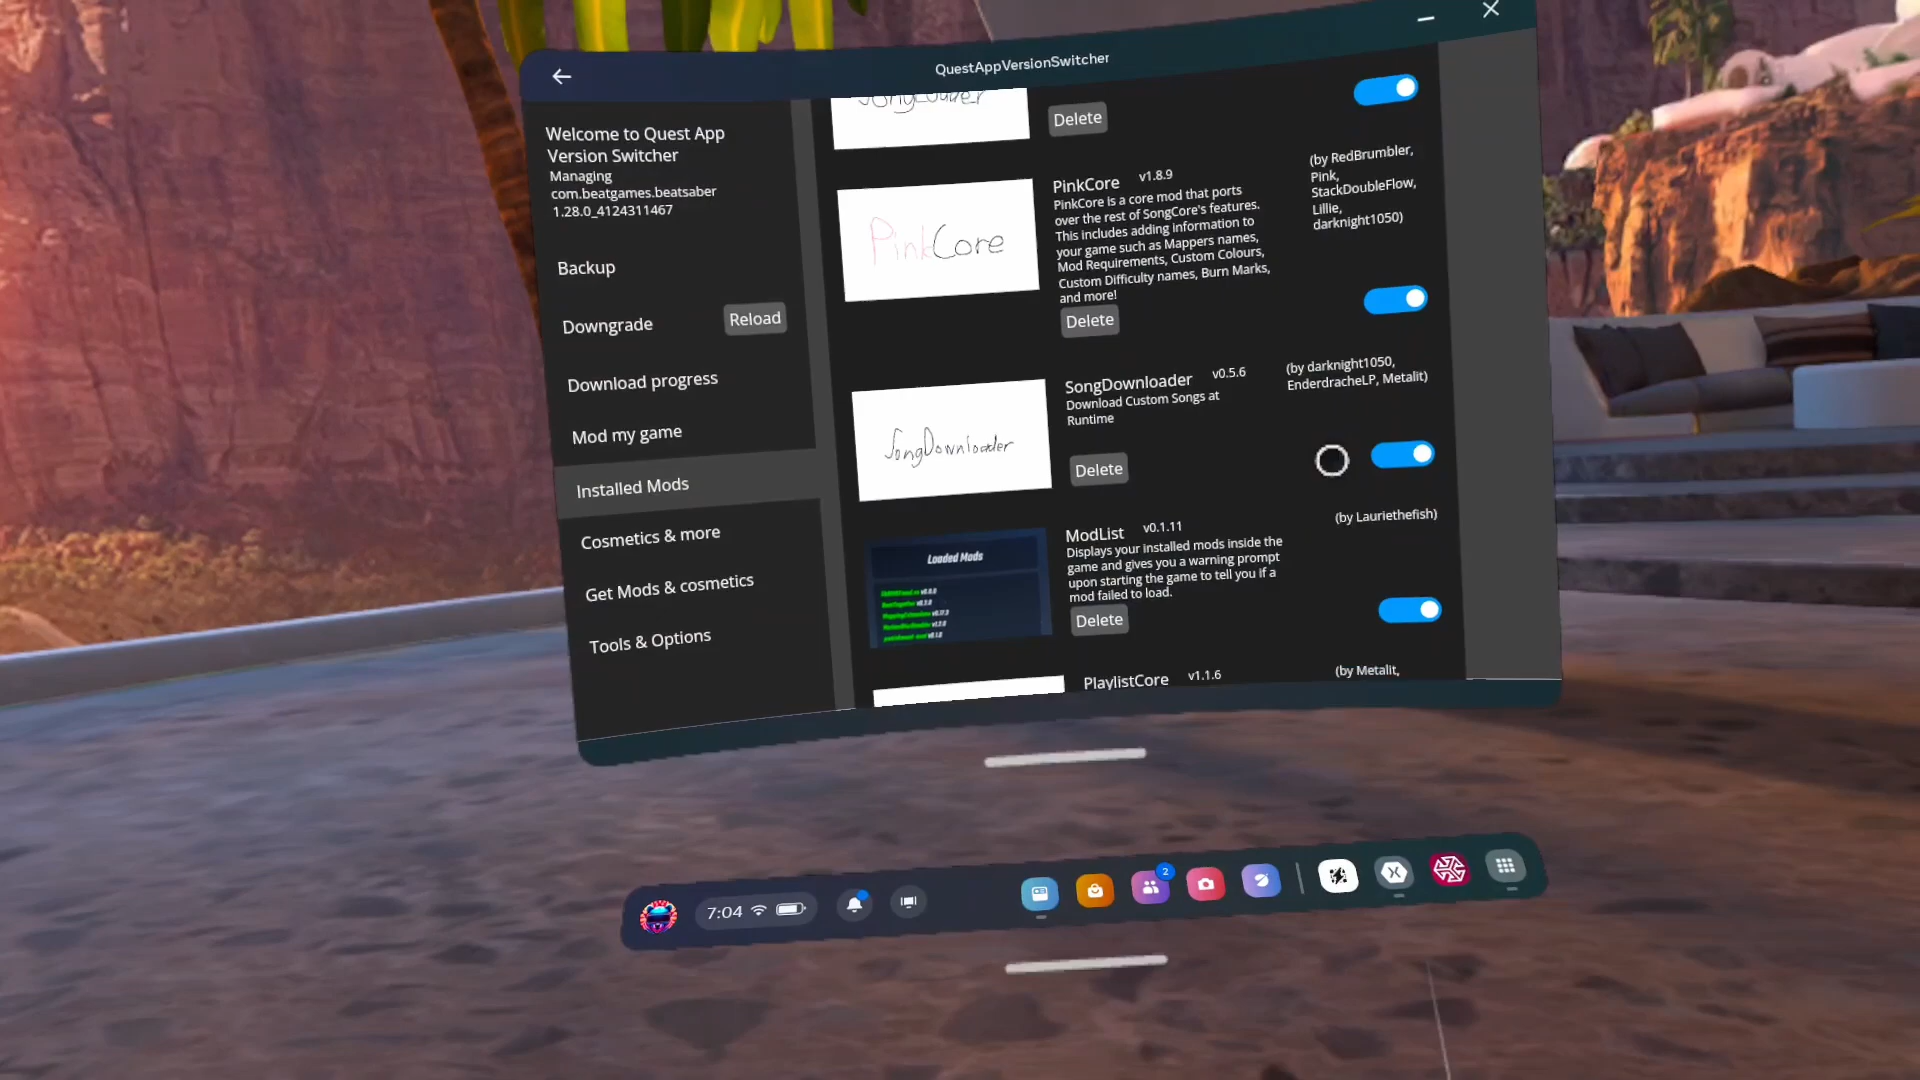 QuestAppVersionSwitcher
Welcome to Quest App
Version Switcher
Managing
com.beatgames.beatsaber
1.28.0_4124311467
Backup
Downgrade
Reload
Download progress
Mod my game
Installed Mods
Cosmetics & more
Get Mods & cosmetics
Tools & Options
SongLoader
Delete
PinkCore
PinkCore v1.8.9
PinkCore is a core mod that ports
over the rest of SongCore's features.
This includes adding information to
your game such as Mappers names,
Mod Requirements, Custom Colours,
Custom Difficulty names, Burn Marks,
and more!
Delete
(by RedBrumbler,
Pink,
StackDoubleFlow,
Lillie,
darknight1050)
SongDownloader
SongDownloader v0.5.6
Download Custom Songs at
Runtime
Delete
(by darknight1050,
EnderdracheLP, Metalit)
Loaded Mods
ModList v0.1.11
Displays your installed mods inside the
game and gives you a warning prompt
upon starting the game to tell you if a
mod failed to load.
Delete
(by Lauriethefish)
PlaylistCore v1.1.6
(by Metalit,
7:04
2